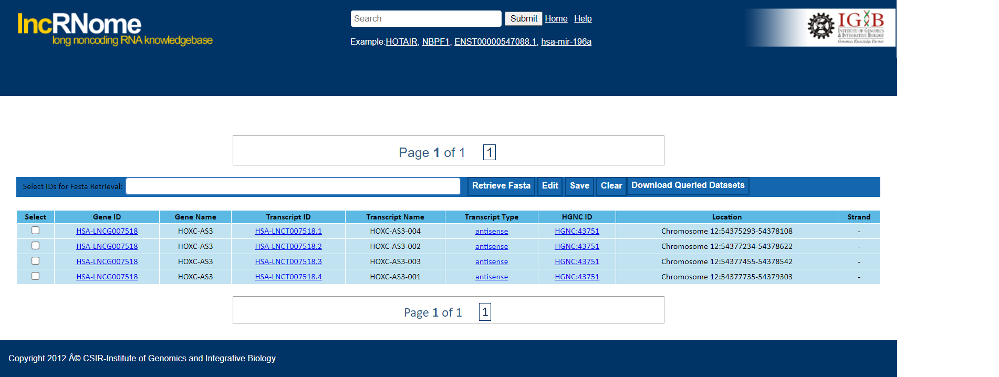 lncRNome
long noncoding RNA knowledgebase
Search Submit Home Help
Example:HOTAIR, NBPF1, ENST00000547088.1, hsa-mir-196a
IGIB
INSTITUTE OF GENOMICS
& INTEGRATIVE BIOLOGY
Genomics Knowledge Partner
Page 1 of 1 1
Select IDs for Fasta Retrieval: Retrieve Fasta Edit Save Clear Download Queried Datasets
Select Gene ID Gene Name Transcript ID Transcript Name Transcript Type HGNC ID Location Strand
HSA-LNCG007518 HOXC-AS3 HSA-LNCT007518.1 HOXC-AS3-004 antisense HGNC:43751 Chromosome 12:54375293-54378108 -
HSA-LNCG007518 HOXC-AS3 HSA-LNCT007518.2 HOXC-AS3-002 antisense HGNC:43751 Chromosome 12:54377234-54378622 -
HSA-LNCG007518 HOXC-AS3 HSA-LNCT007518.3 HOXC-AS3-003 antisense HGNC:43751 Chromosome 12:54377455-54378542 -
HSA-LNCG007518 HOXC-AS3 HSA-LNCT007518.4 HOXC-AS3-001 antisense HGNC:43751 Chromosome 12:54377735-54379303 -
Page 1 of 1 1
Copyright 2012 Â© CSIR-Institute of Genomics and Integrative Biology